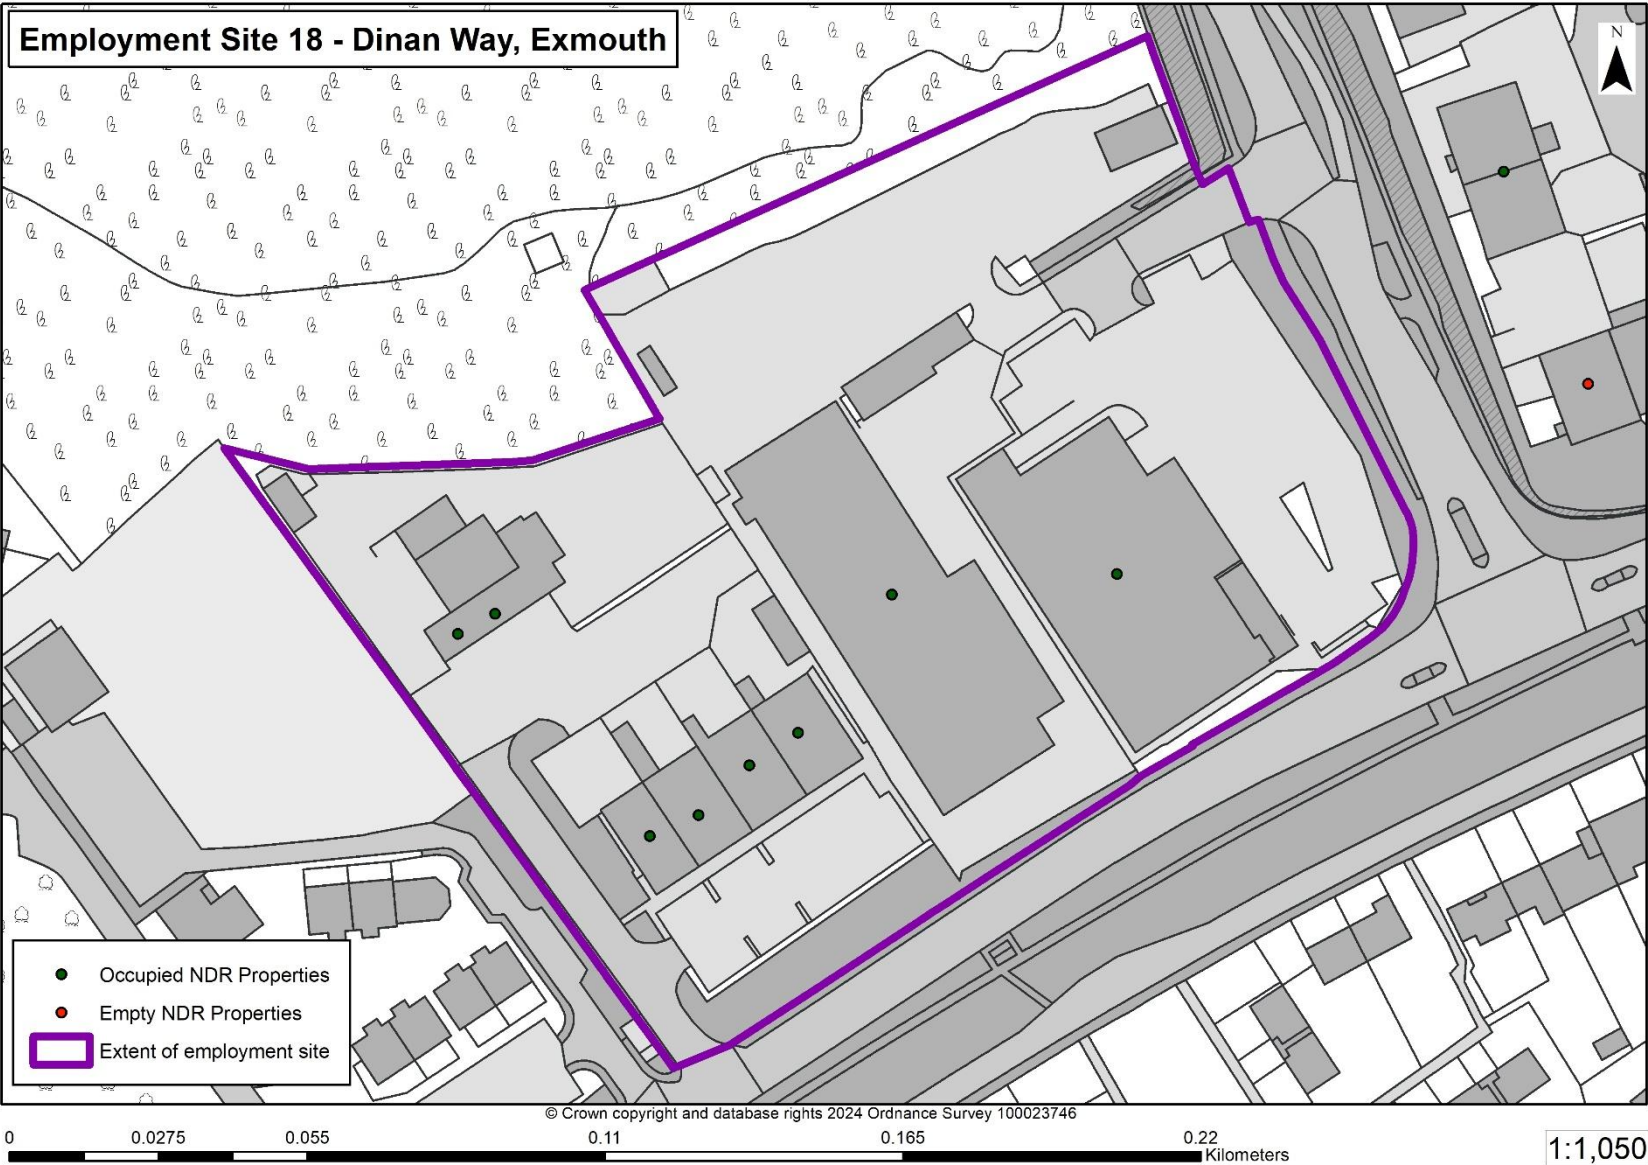 Employment Site 18 - Dinan Way, Exmouth
N
Occupied NDR Properties
Empty NDR Properties
Extent of employment site
© Crown copyright and database rights 2024 Ordnance Survey 100023746
0 0.0275 0.055 0.11 0.165 0.22
Kilometers
1:1,050